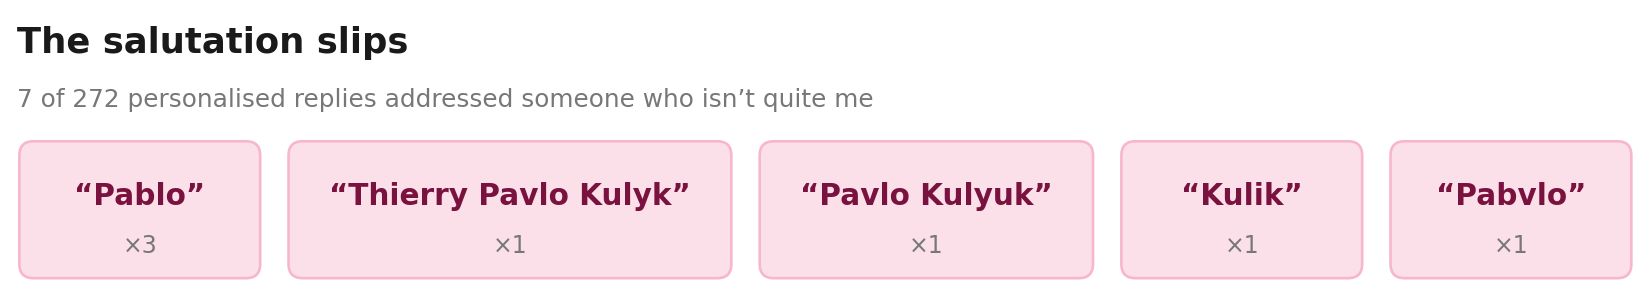 The salutation slips
7 of 272 personalised replies addressed someone who isn’t quite me
“Pablo”
×3
“Thierry Pavlo Kulyk”
×1
“Pavlo Kulyuk”
×1
“Kulik”
×1
“Pabvlo”
×1